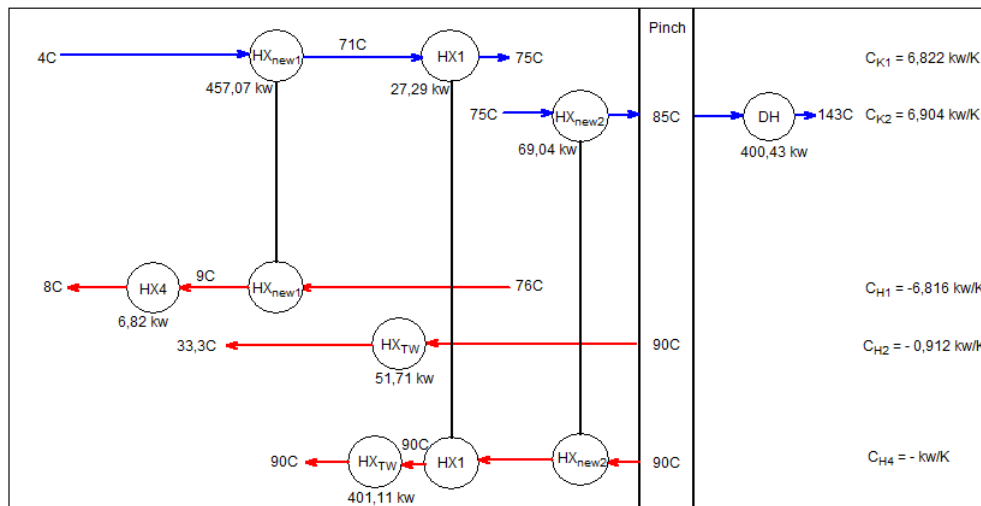 Pinch
4C
HXnew1
71C
HX1
75C
CK1 = 6,822 kw/K
457,07 kw
27,29 kw
75C
HXnew2
85C
DH
143C
CK2 = 6,904 kw/K
69,04 kw
400,43 kw
8C
HX4
9C
HXnew1
76C
CH1 = -6,816 kw/K
6,82 kw
33,3C
HXTW
90C
CH2 = - 0,912 kw/K
51,71 kw
90C
HXTW
90C
HX1
HXnew2
90C
CH4 = - kw/K
401,11 kw